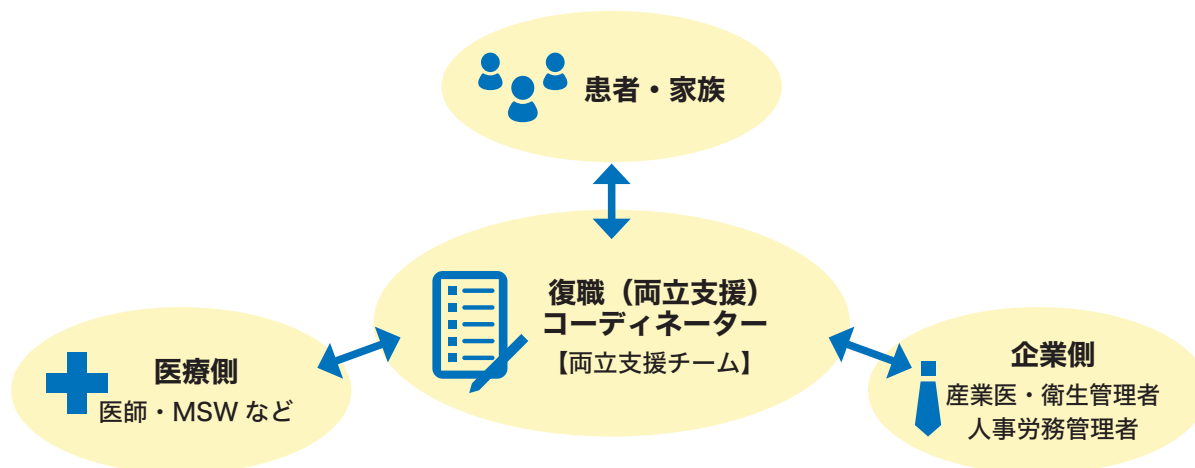 患者・家族
復職（両立支援）
コーディネーター
【両立支援チーム】
医療側
医師・MSW など
企業側
産業医・衛生管理者
人事労務管理者